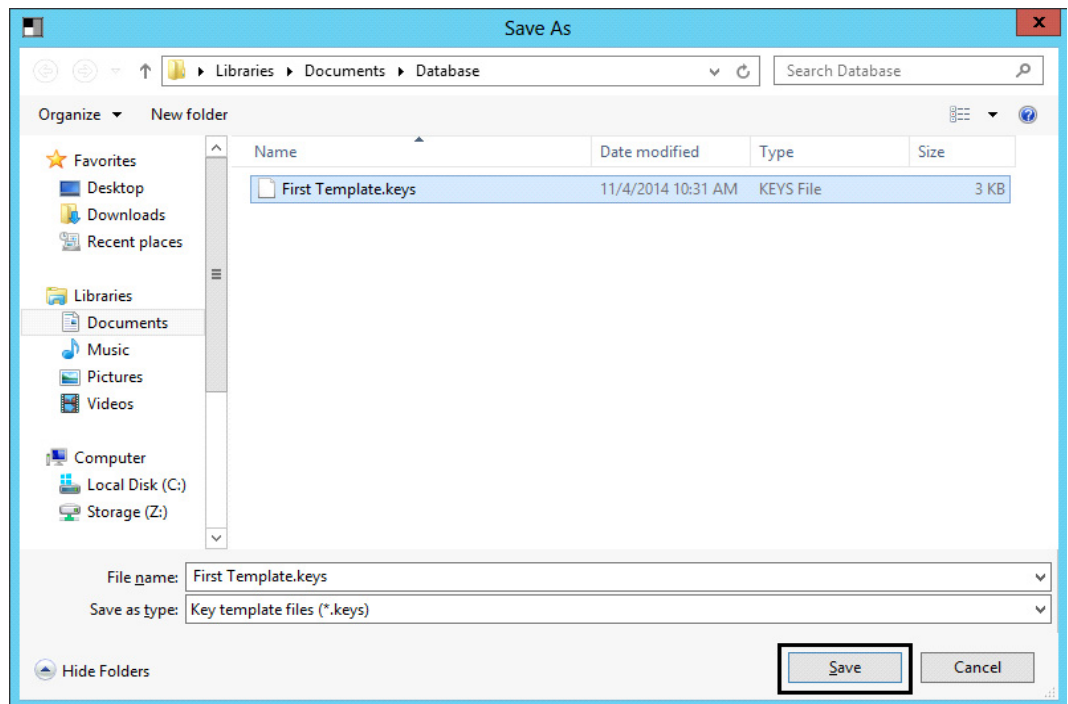 Save As
x
Libraries Documents Database
Search Database
Organize New folder
Name Date modified Type Size
First Template.keys 11/4/2014 10:31 AM KEYS File 3 KB
Favorites
Desktop
Downloads
Recent places
Libraries
Documents
Music
Pictures
Videos
Computer
Local Disk (C:)
Storage (Z:)
File name: First Template.keys
Save as type: Key template files (*.keys)
Hide Folders Save Cancel